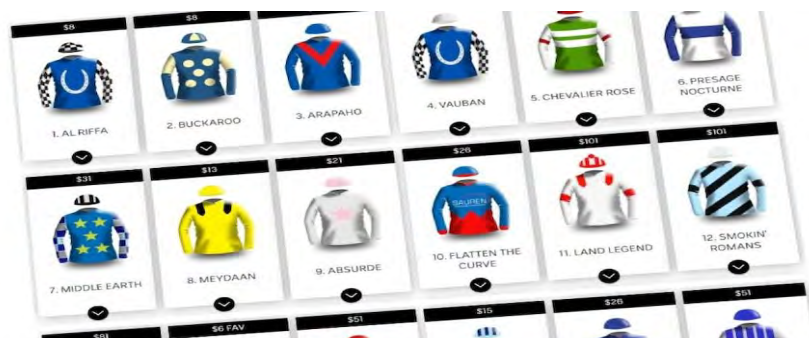 $8
$8
1. AL RIFFA
2. BUCKAROO
3. ARAPAHO
4. VAUBAN
5. CHEVALIER ROSE
6. PRESAGE
NOCTURNE
$31
$13
$21
$26
$101
$101
SAUREN
7. MIDDLE EARTH
8. MEYDAAN
9. ABSURDE
10. FLATTEN THE
CURVE
11. LAND LEGEND
12. SMOKIN'
ROMANS
$81
$6 FAV
$51
$15
$26
$51